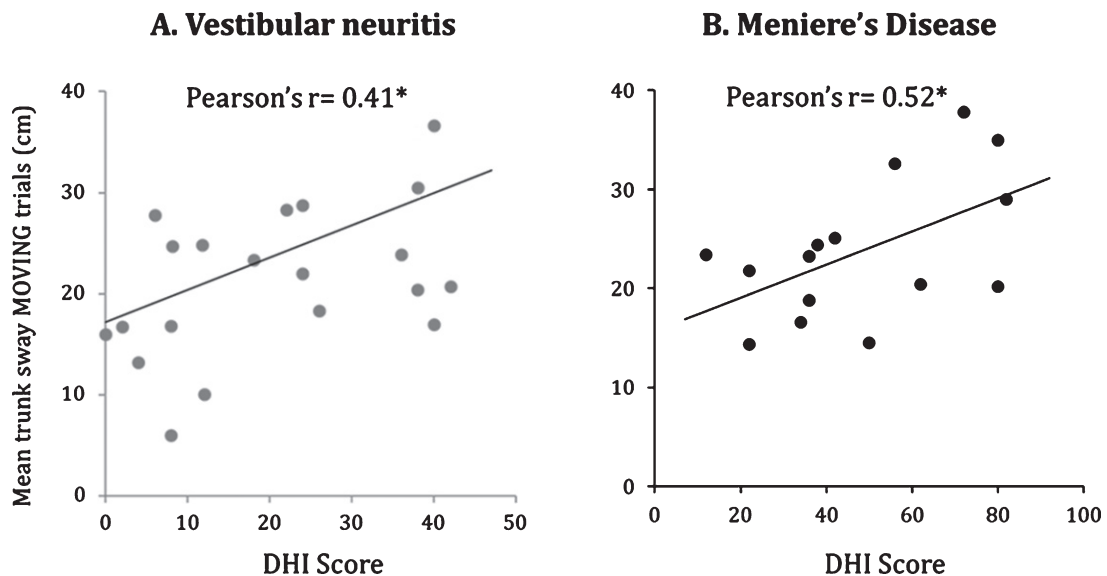 A. Vestibular neuritis
Pearson's r= 0.41*
Mean trunk sway MOVING trials (cm)
40
30
20
10
0
0 10 20 30 40 50
DHI Score
B. Meniere's Disease
Pearson's r= 0.52*
40
30
20
10
0
0 20 40 60 80 100
DHI Score